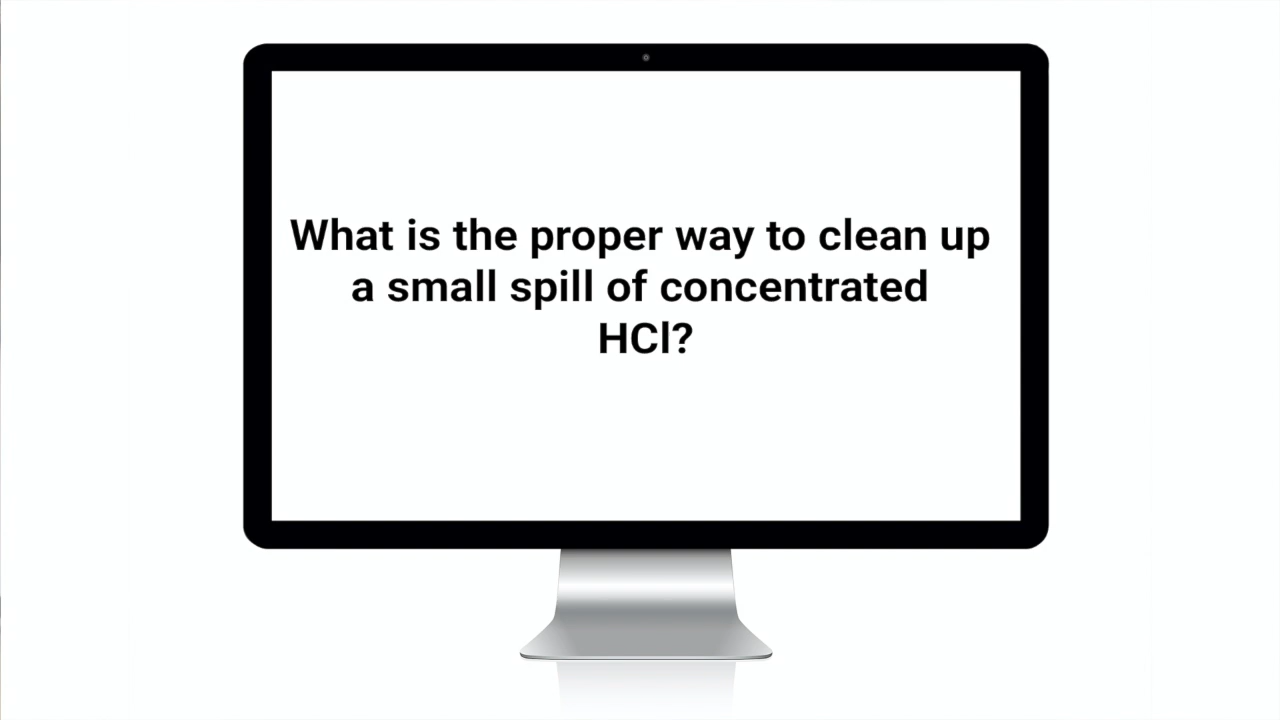 What is the proper way to clean up
a small spill of concentrated
HCl?